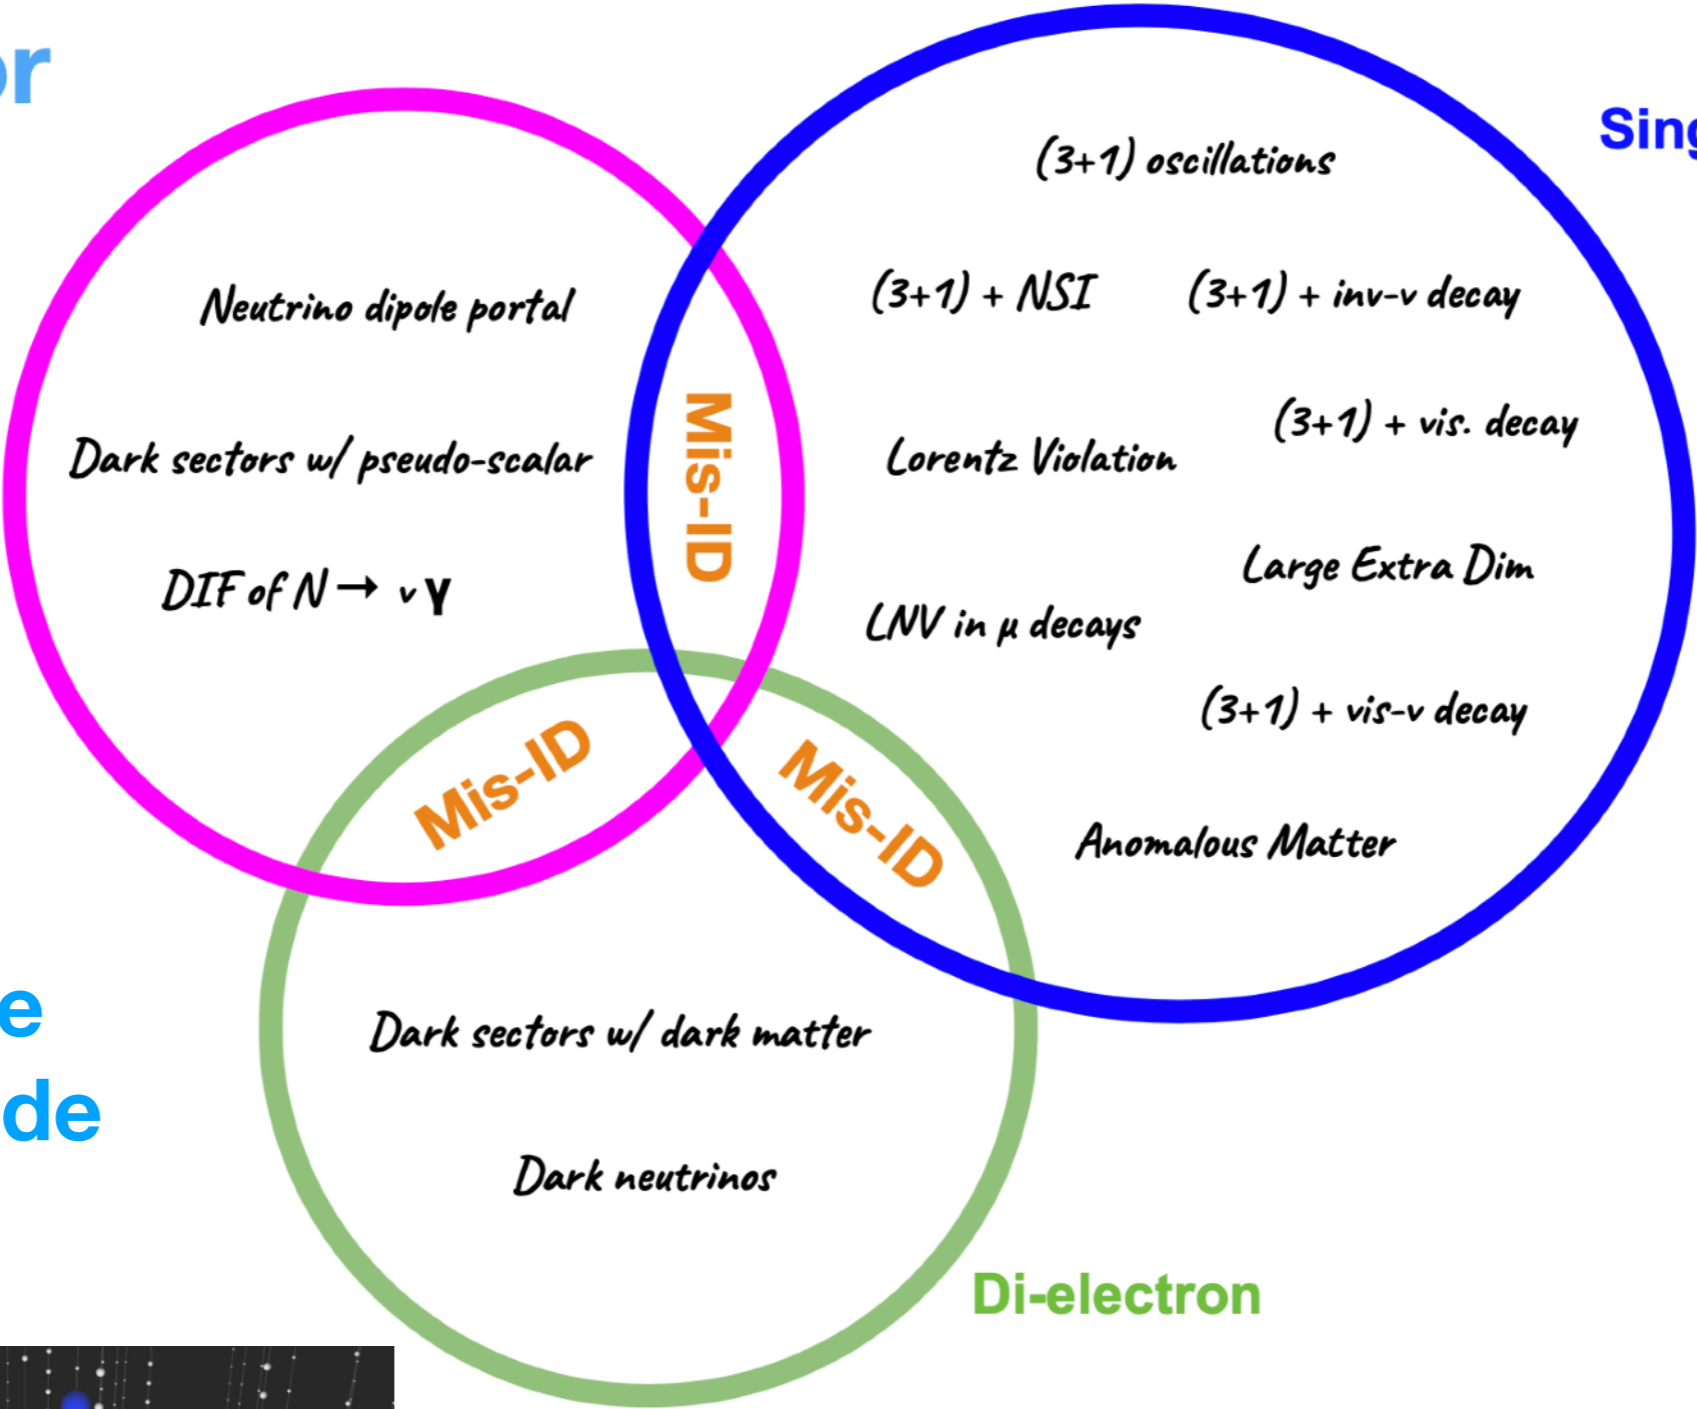 or
Sing
(3+1) oscillations
(3+1) + NSI
(3+1) + inv-ν decay
Neutrino dipole portal
(3+1) + vis. decay
Mis-ID
Lorentz Violation
Dark sectors w/ pseudo-scalar
Large Extra Dim
DIF of N → ν γ
LNV in μ decays
(3+1) + vis-ν decay
Mis-ID
Mis-ID
Anomalous Matter
e
Dark sectors w/ dark matter
de
Dark neutrinos
Di-electron